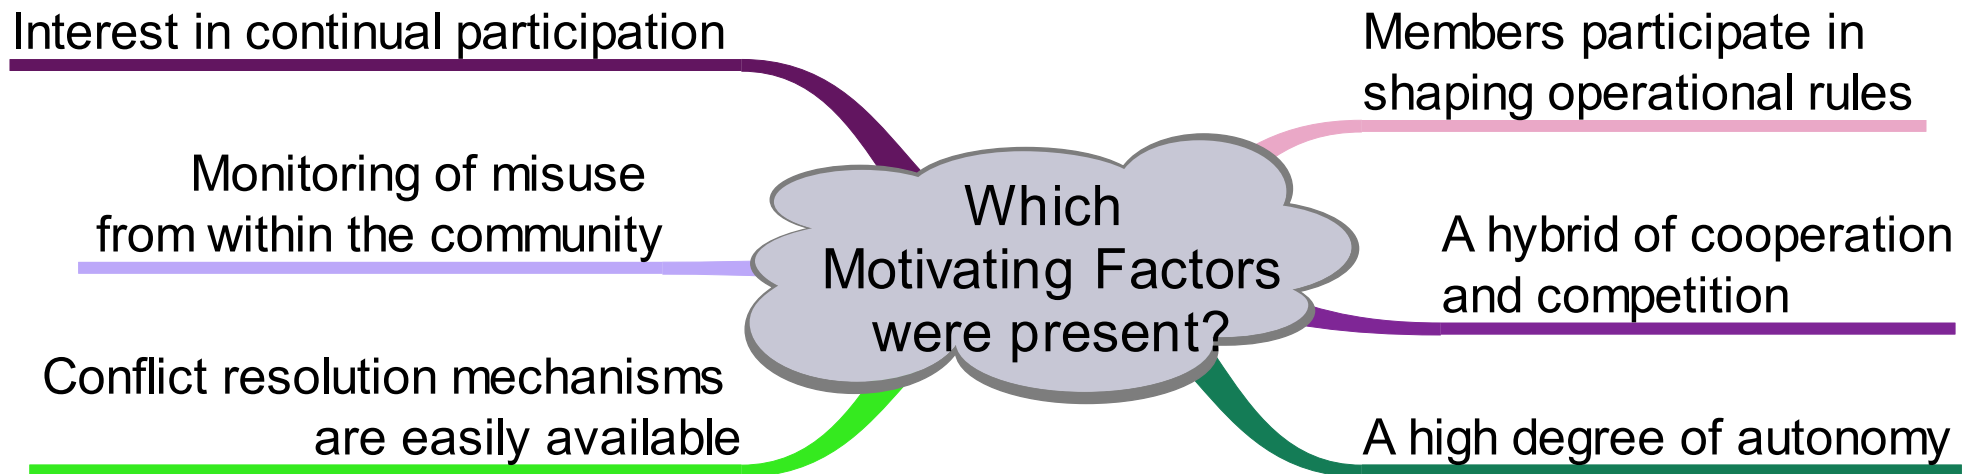 Interest in continual participation
Monitoring of misuse
from within the community
Conflict resolution mechanisms
are easily available
Which
Motivating Factors
were present?
Members participate in
shaping operational rules
A hybrid of cooperation
and competition
A high degree of autonomy